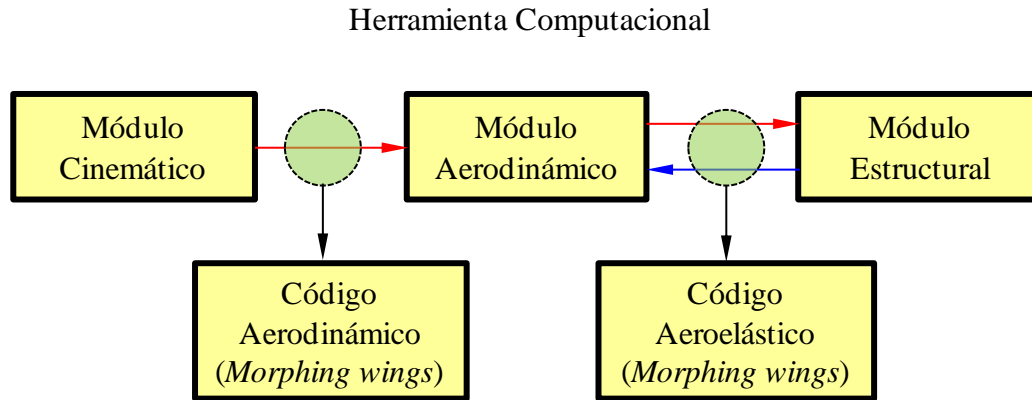 Herramienta Computacional
Módulo
Cinemático
Módulo
Aerodinámico
Módulo
Estructural
Código
Aerodinámico
(Morphing wings)
Código
Aeroelástico
(Morphing wings)